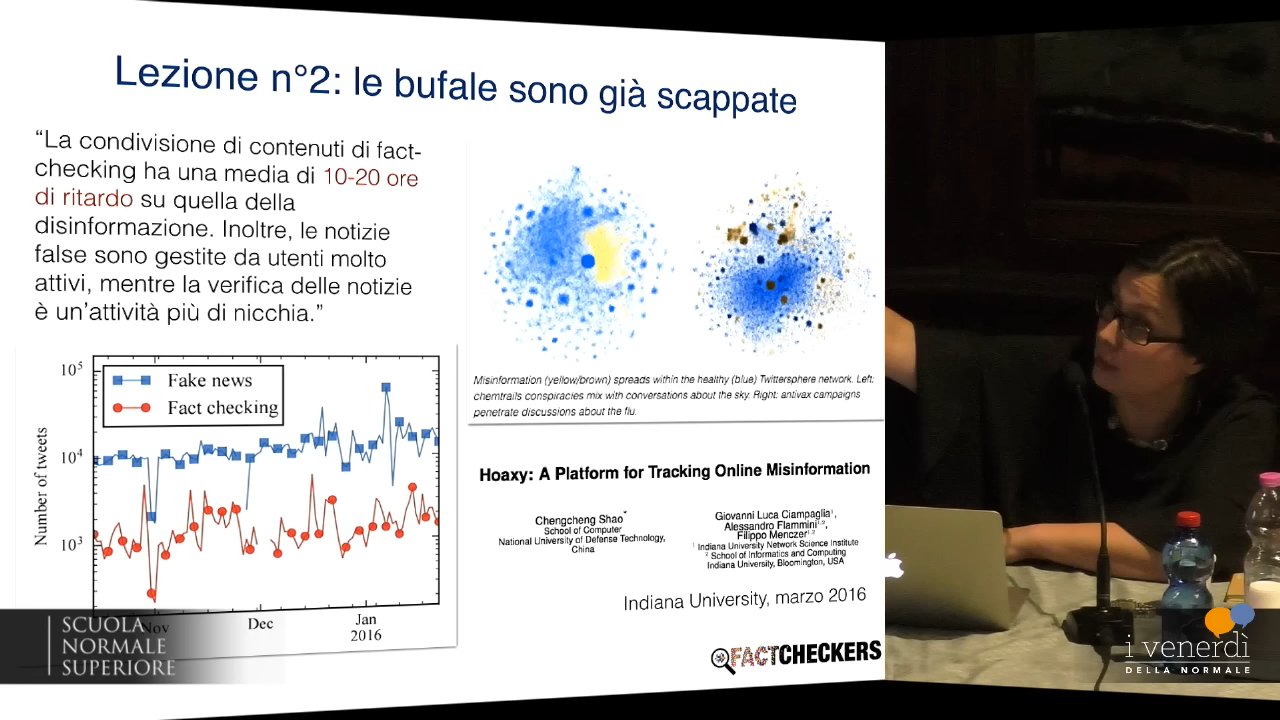 Lezione n°2: le bufale sono già scappate
“La condivisione di contenuti di fact-
checking ha una media di 10-20 ore
di ritardo su quella della
disinformazione. Inoltre, le notizie
false sono gestite da utenti molto
attivi, mentre la verifica delle notizie
è un’attività più di nicchia.”
Misinformation (yellow/brown) spreads within the healthy (blue) Twittersphere network. Left:
chemtrails conspiracies mix with conversations about the sky. Right: antivax campaigns
penetrate discussions about the flu.
10⁵
10⁴
10³
Number of tweets
Fake news
Fact checking
Nov
Dec
Jan
2016
Hoaxy: A Platform for Tracking Online Misinformation
Chengcheng Shao*
School of Computer
National University of Defense Technology,
China
Giovanni Luca Ciampaglia¹,
Alessandro Flammini¹·²,
Filippo Menczer¹·²
¹ Indiana University Network Science Institute
² School of Informatics and Computing
Indiana University, Bloomington, USA
Indiana University, marzo 2016
FACTCHECKERS
SCUOLA
NORMALE
SUPERIORE
i venerdì
DELLA NORMALE